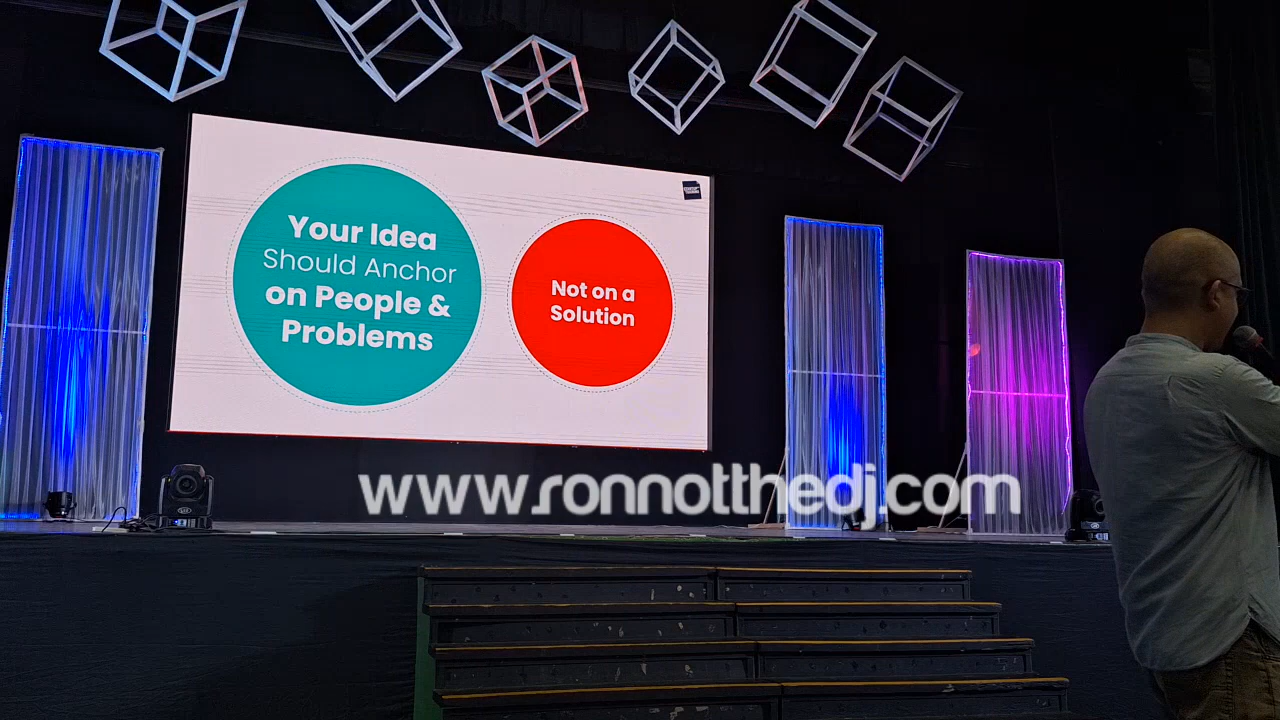 Your Idea
Should Anchor
on People &
Problems
Not on a
Solution
www.ronnotthedj.com